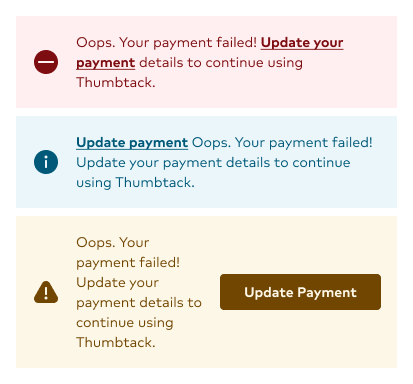 Oops. Your payment failed! Update your
payment details to continue using
Thumbtack.
Update payment Oops. Your payment failed!
Update your payment details to continue
using Thumbtack.
Oops. Your
payment failed!
Update your
payment details to
continue using
Thumbtack.
Update Payment